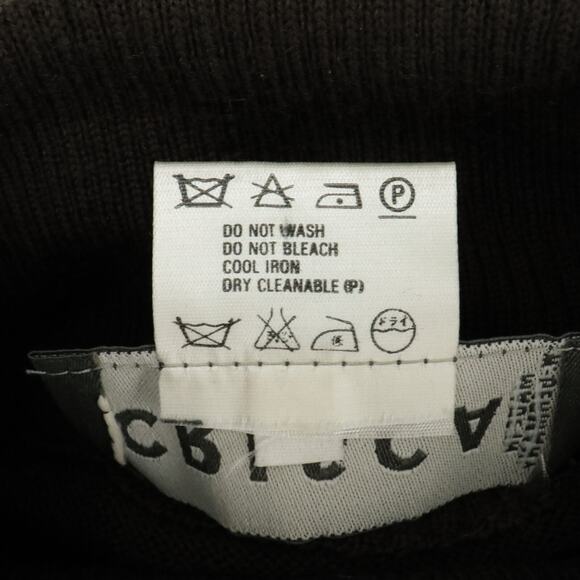 P
DO NOT WASH
DO NOT BLEACH
COOL IRON
DRY CLEANABLE (P)
ドライ